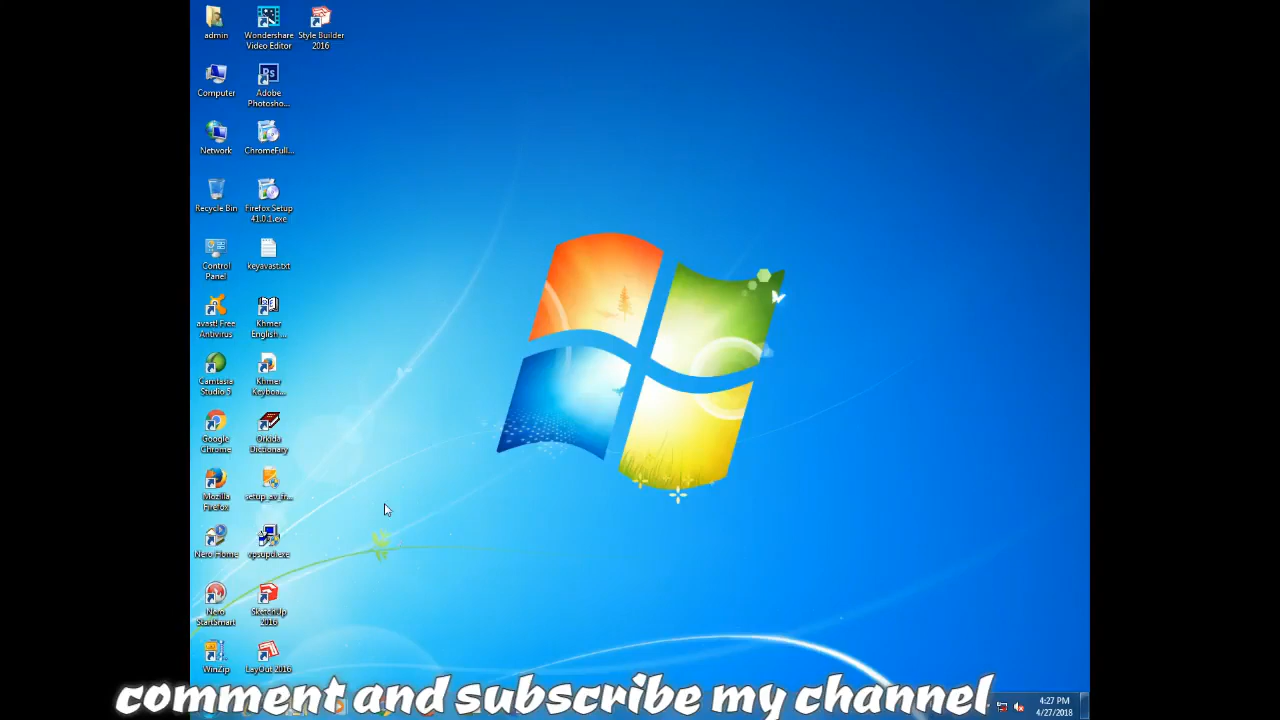 admin
Wondershare
Video Editor
Style Builder
2016
Computer
Adobe
Photosho...
Network
ChromeFull...
Recycle Bin
Firefox Setup
41.0.1.exe
Control
Panel
keyavast.txt
avast! Free
Antivirus
Khmer
English ...
Camtasia
Studio 5
Khmer
Keyboa...
Google
Chrome
Orkida
Dictionary
Mozilla
Firefox
setup_av_fr...
Nero Home
vpsupd.exe
Nero
StartSmart
SketchUp
2016
WinZip
LayOut 2016
comment and subscribe my channel
4:27 PM
4/27/2018